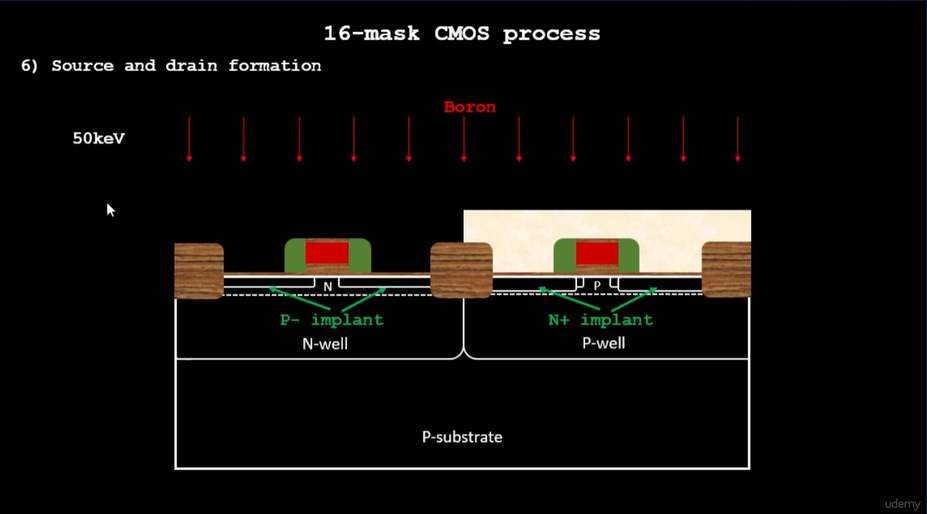 16-mask CMOS process
6) Source and drain formation
Boron
50keV
N
P
P- implant
N+ implant
N-well
P-well
P-substrate
udemy